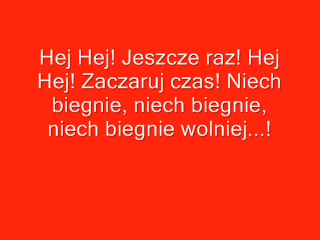 Hej Hej! Jeszcze raz! Hej
Hej! Zaczaruj czas! Niech
biegnie, niech biegnie,
niech biegnie wolniej...!